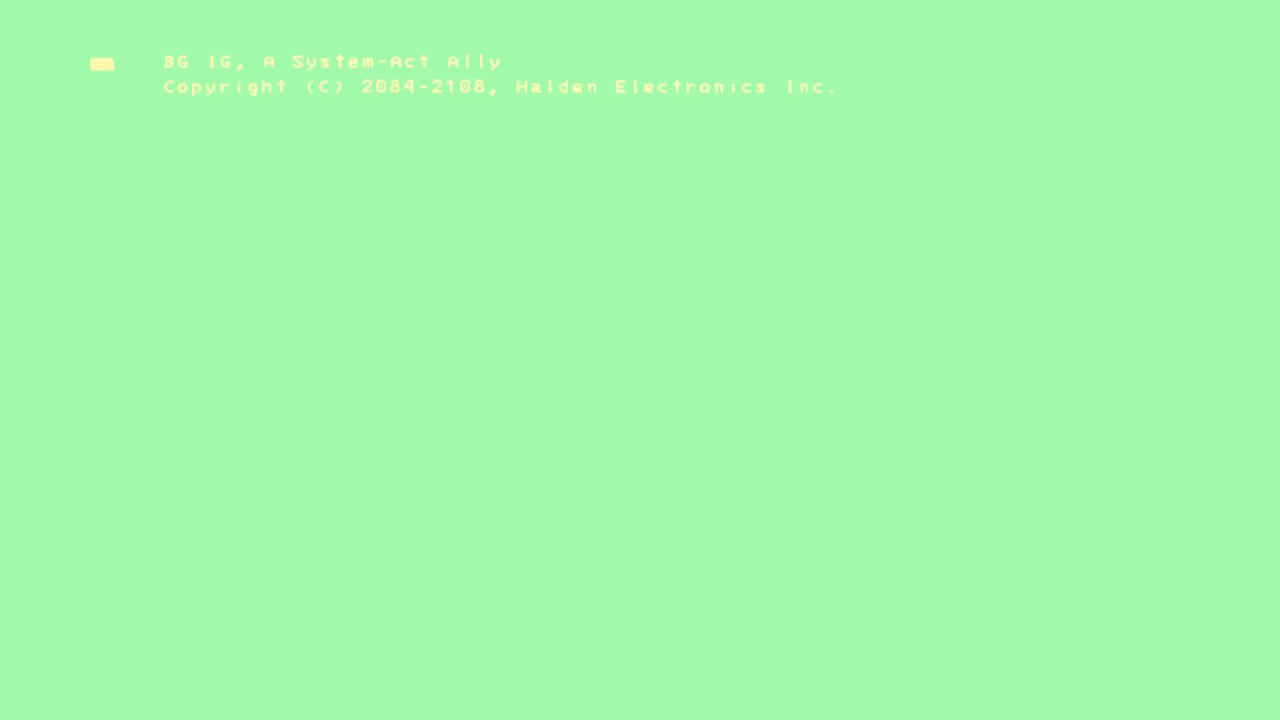 BG IG, A System-Act Ally
Copyright (C) 2084-2108, Halden Electronics Inc.